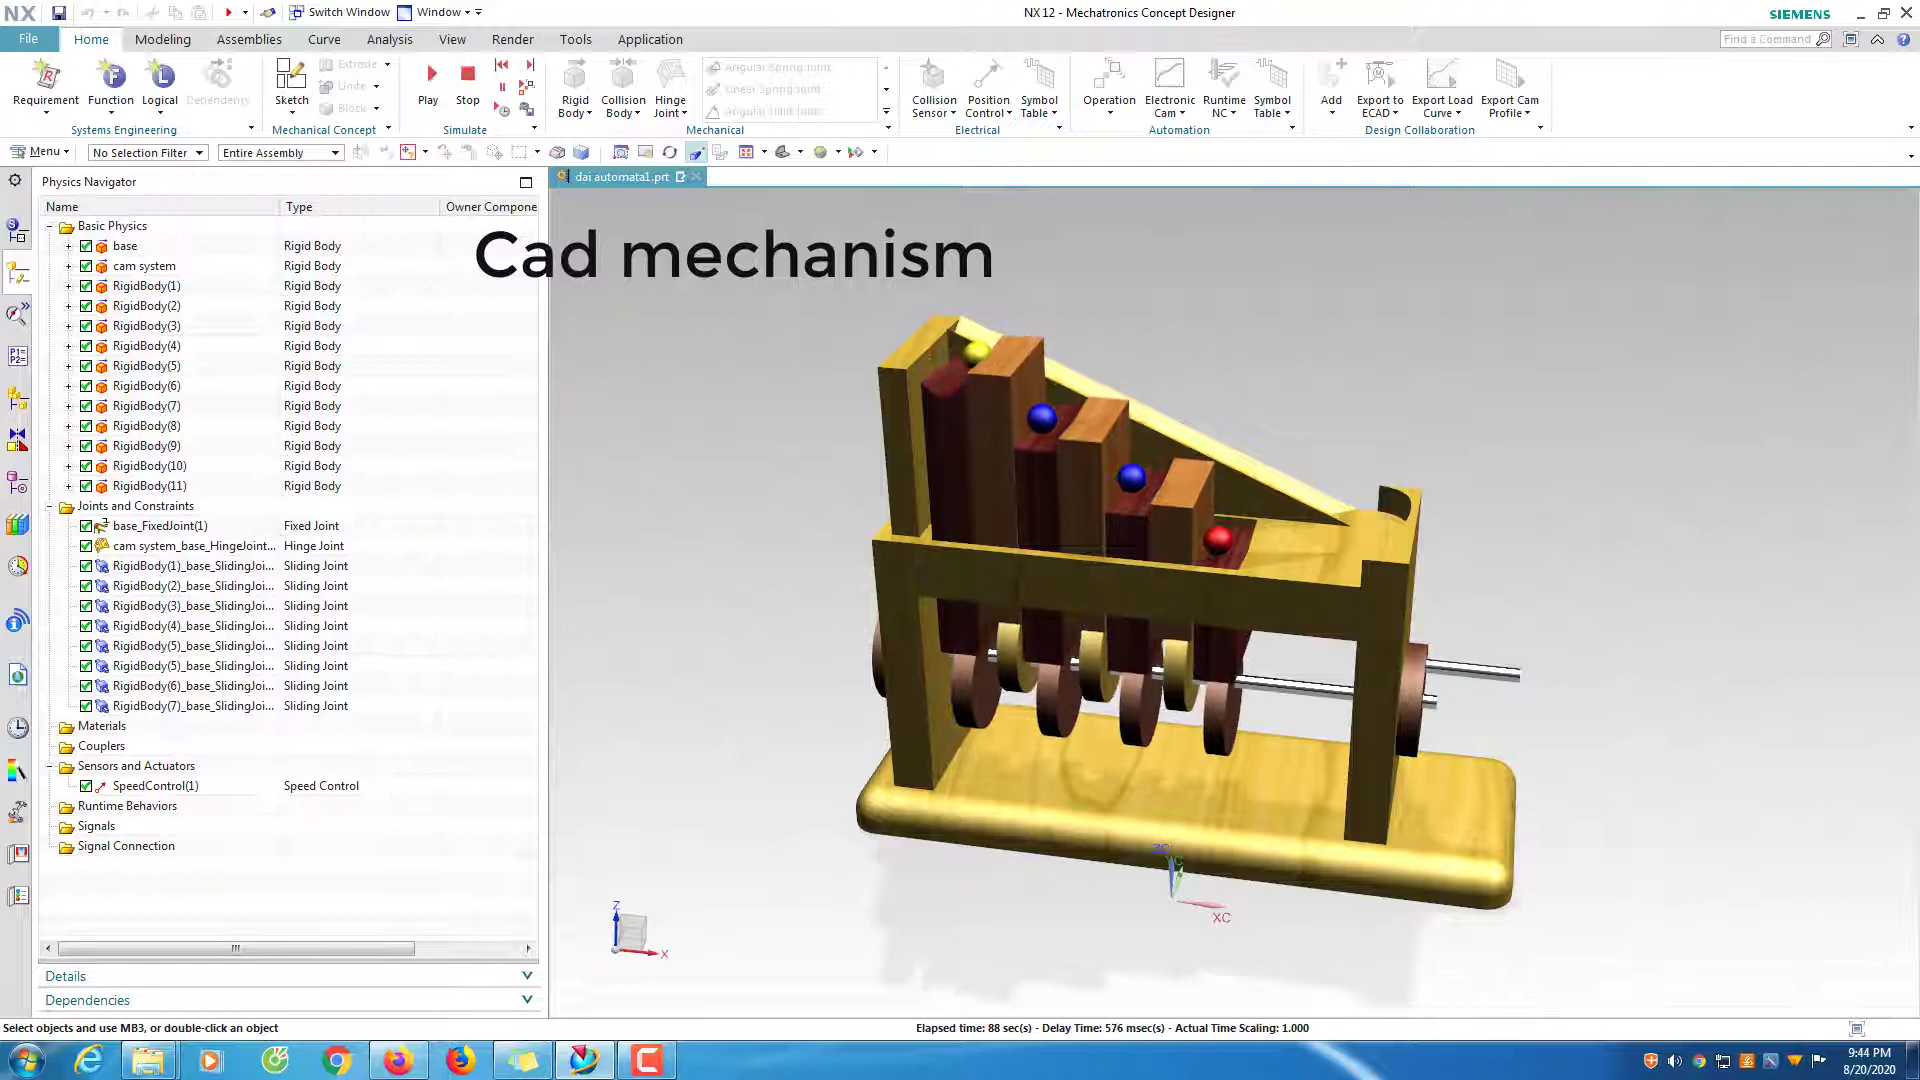 NX
Switch Window
Window
NX 12 - Mechatronics Concept Designer
SIEMENS
File
Home
Modeling
Assemblies
Curve
Analysis
View
Render
Tools
Application
Find a Command
Requirement
Function
Logical
Dependency
Systems Engineering
Sketch
Extrude
Unite
Block
Mechanical Concept
Play
Stop
Simulate
Rigid Body
Collision Body
Hinge Joint
Angular Spring Joint
Linear Spring Joint
Angular Limit Joint
Mechanical
Collision Sensor
Position Control
Symbol Table
Electrical
Operation
Electronic Cam
Runtime NC
Symbol Table
Automation
Add
Export to ECAD
Export Load Curve
Export Cam Profile
Design Collaboration
Menu
No Selection Filter
Entire Assembly
Physics Navigator
dai automata1.prt
Name Type Owner Compone
Basic Physics
base Rigid Body
cam system Rigid Body
RigidBody(1) Rigid Body
RigidBody(2) Rigid Body
RigidBody(3) Rigid Body
RigidBody(4) Rigid Body
RigidBody(5) Rigid Body
RigidBody(6) Rigid Body
RigidBody(7) Rigid Body
RigidBody(8) Rigid Body
RigidBody(9) Rigid Body
RigidBody(10) Rigid Body
RigidBody(11) Rigid Body
Joints and Constraints
base_FixedJoint(1) Fixed Joint
cam system_base_HingeJoint... Hinge Joint
RigidBody(1)_base_SlidingJoi... Sliding Joint
RigidBody(2)_base_SlidingJoi... Sliding Joint
RigidBody(3)_base_SlidingJoi... Sliding Joint
RigidBody(4)_base_SlidingJoi... Sliding Joint
RigidBody(5)_base_SlidingJoi... Sliding Joint
RigidBody(5)_base_SlidingJoi... Sliding Joint
RigidBody(6)_base_SlidingJoi... Sliding Joint
RigidBody(7)_base_SlidingJoi... Sliding Joint
Materials
Couplers
Sensors and Actuators
SpeedControl(1) Speed Control
Runtime Behaviors
Signals
Signal Connection
Cad mechanism
ZC
YC
XC
Z
X
Details
Dependencies
Select objects and use MB3, or double-click an object
Elapsed time: 88 sec(s) - Delay Time: 576 msec(s) - Actual Time Scaling: 1.000
9:44 PM
8/20/2020